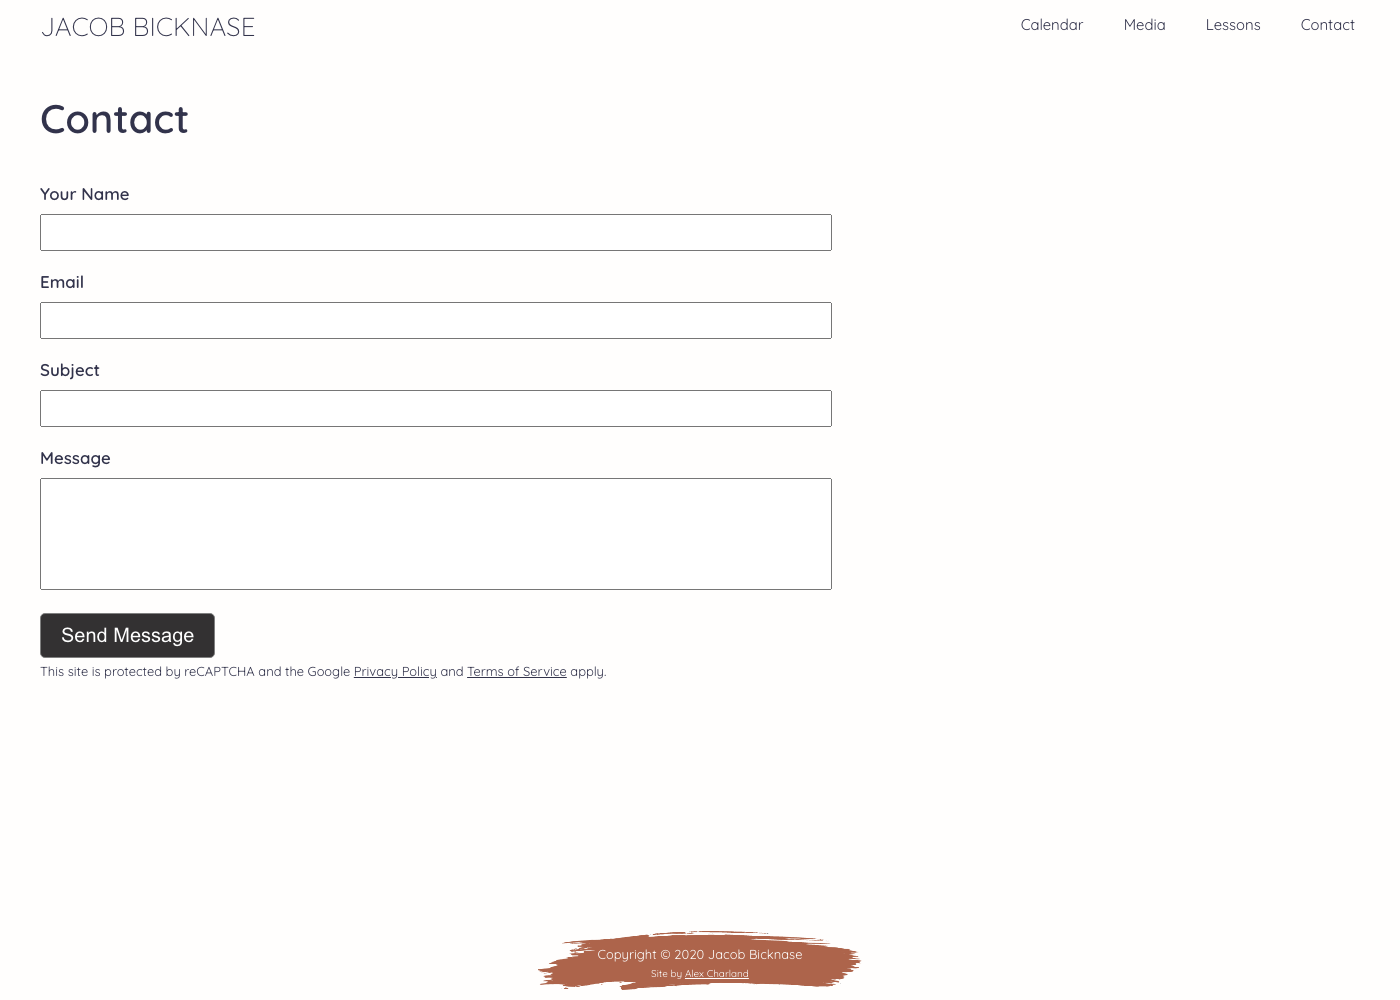 JACOB BICKNASE
Calendar Media Lessons Contact
Contact
Your Name
Email
Subject
Message
Send Message
This site is protected by reCAPTCHA and the Google Privacy Policy and Terms of Service apply.
Copyright © 2020 Jacob Bicknase
Site by Alex Charland